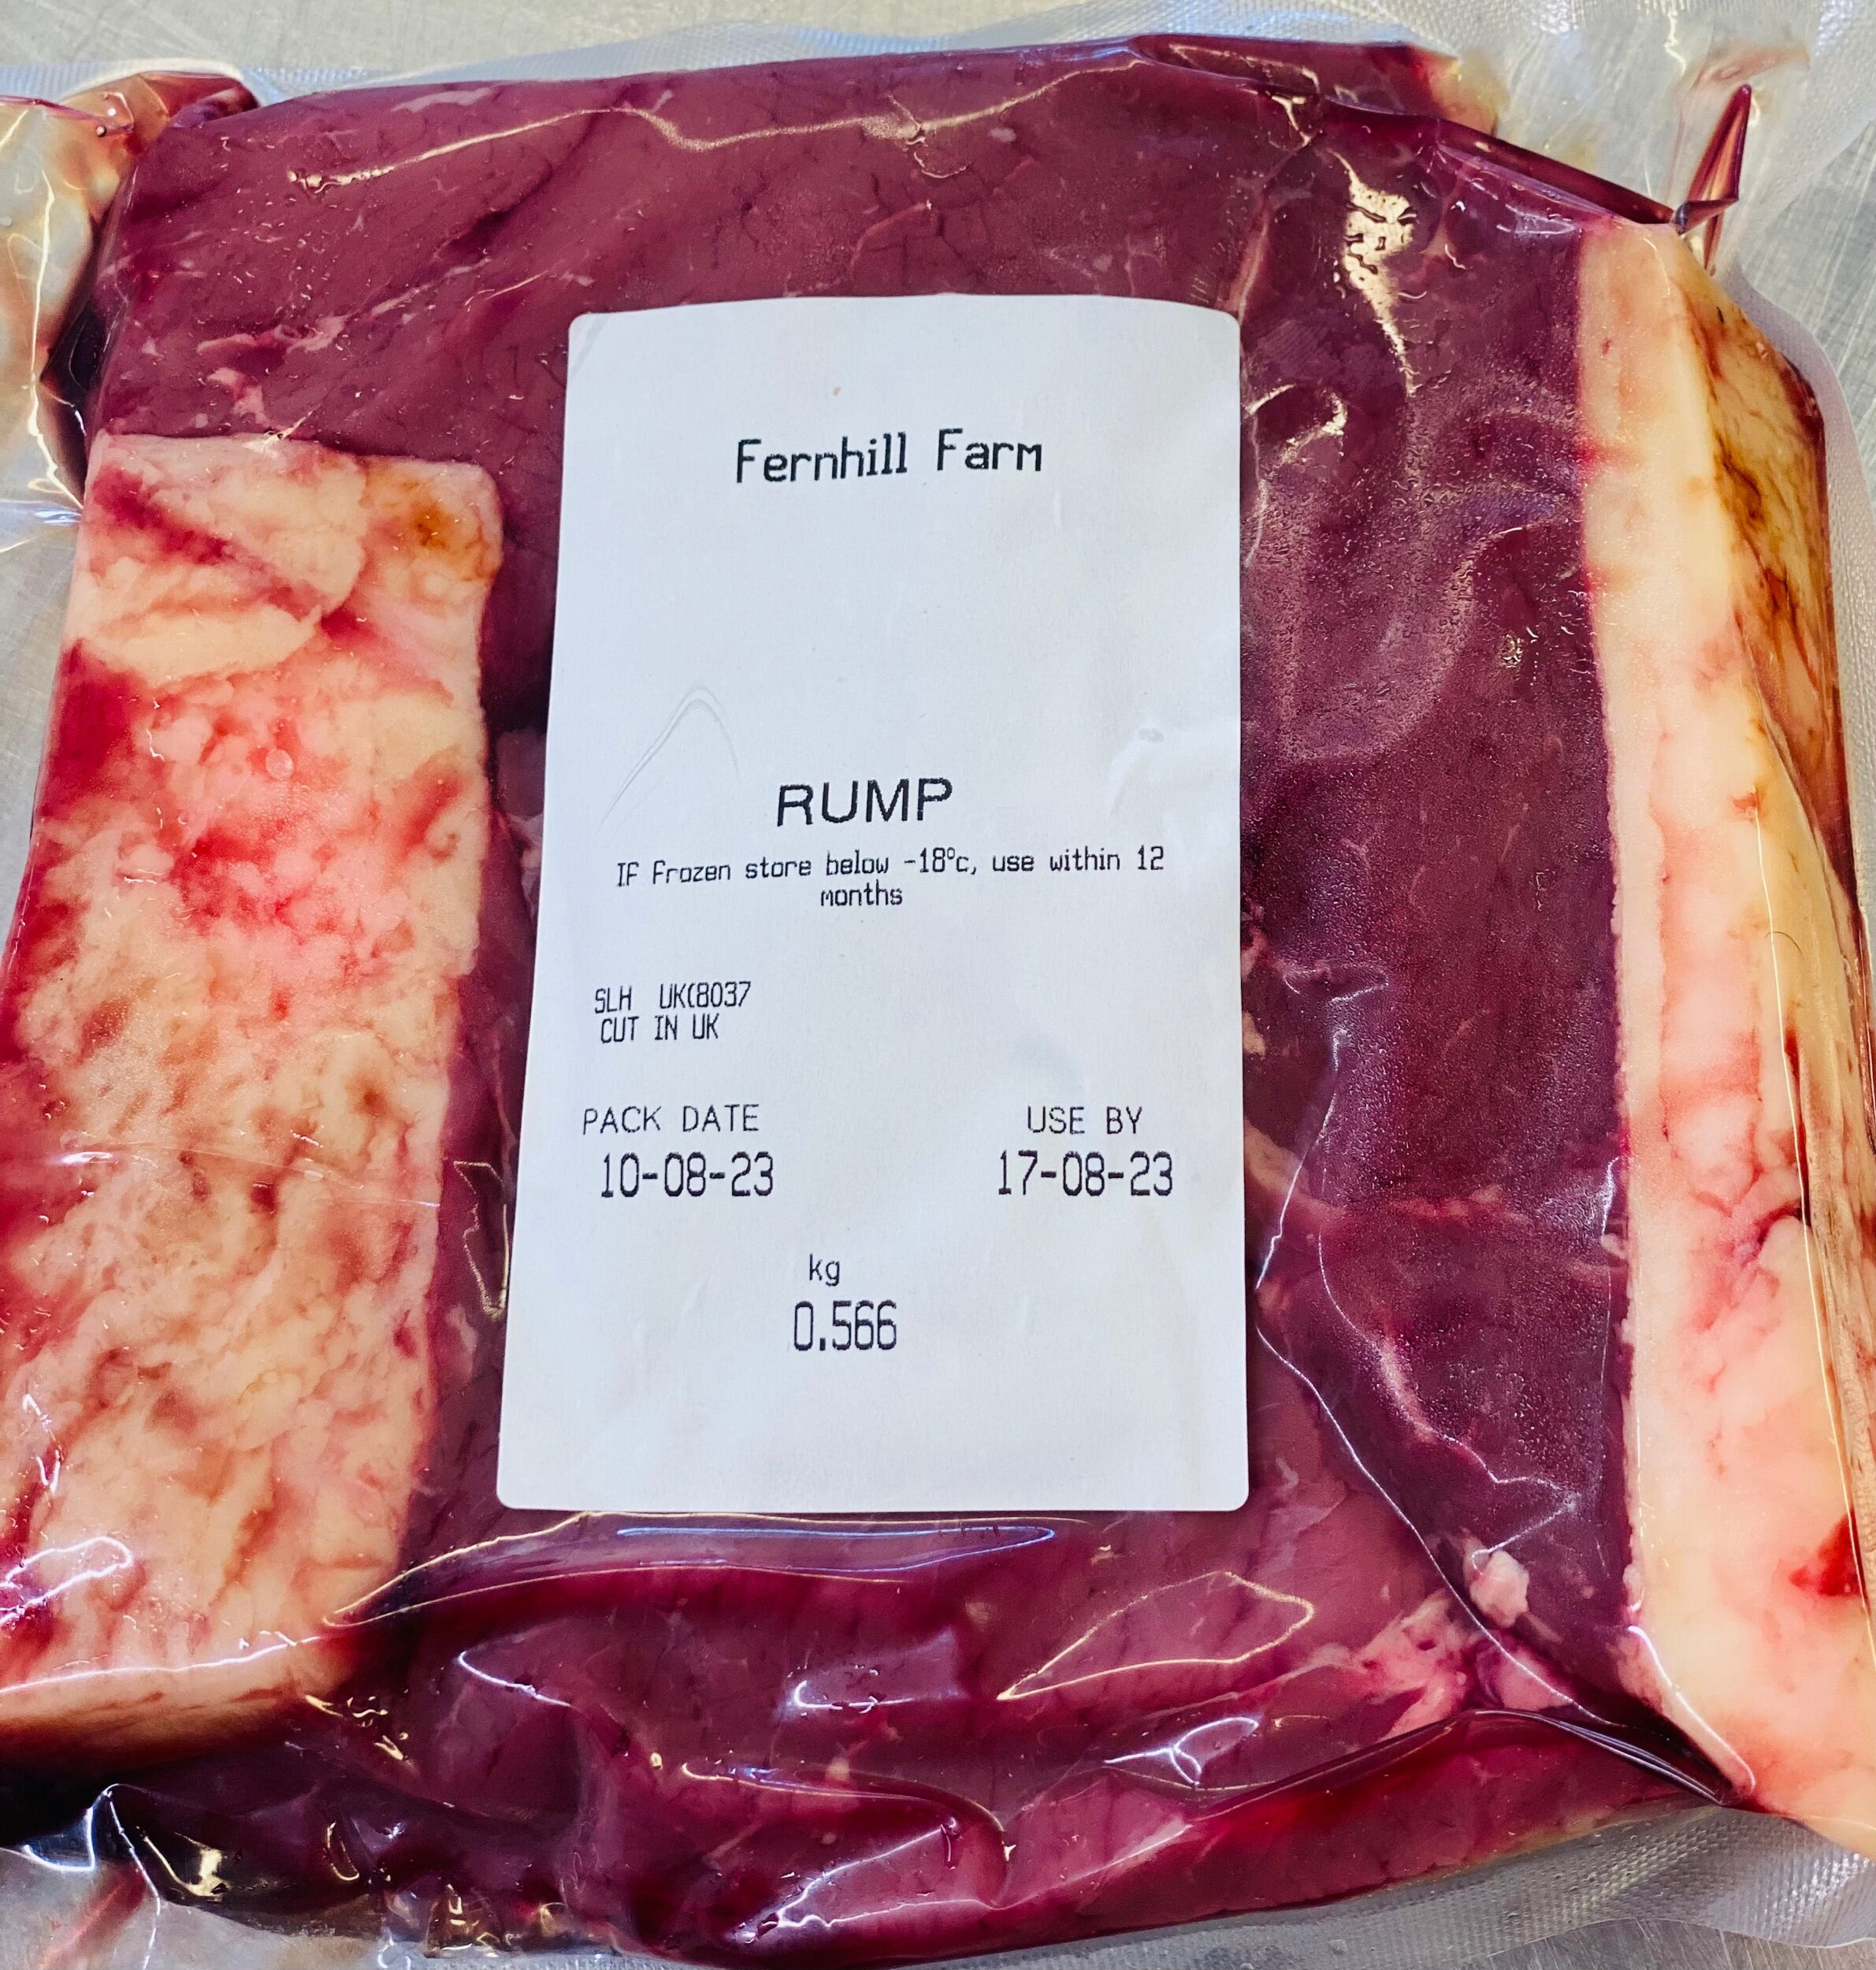 Fernhill Farm
RUMP
IF Frozen store below -18ºc, use within 12
months
SLH UK(8037
CUT IN UK
PACK DATE USE BY
10-08-23 17-08-23
kg
0.566